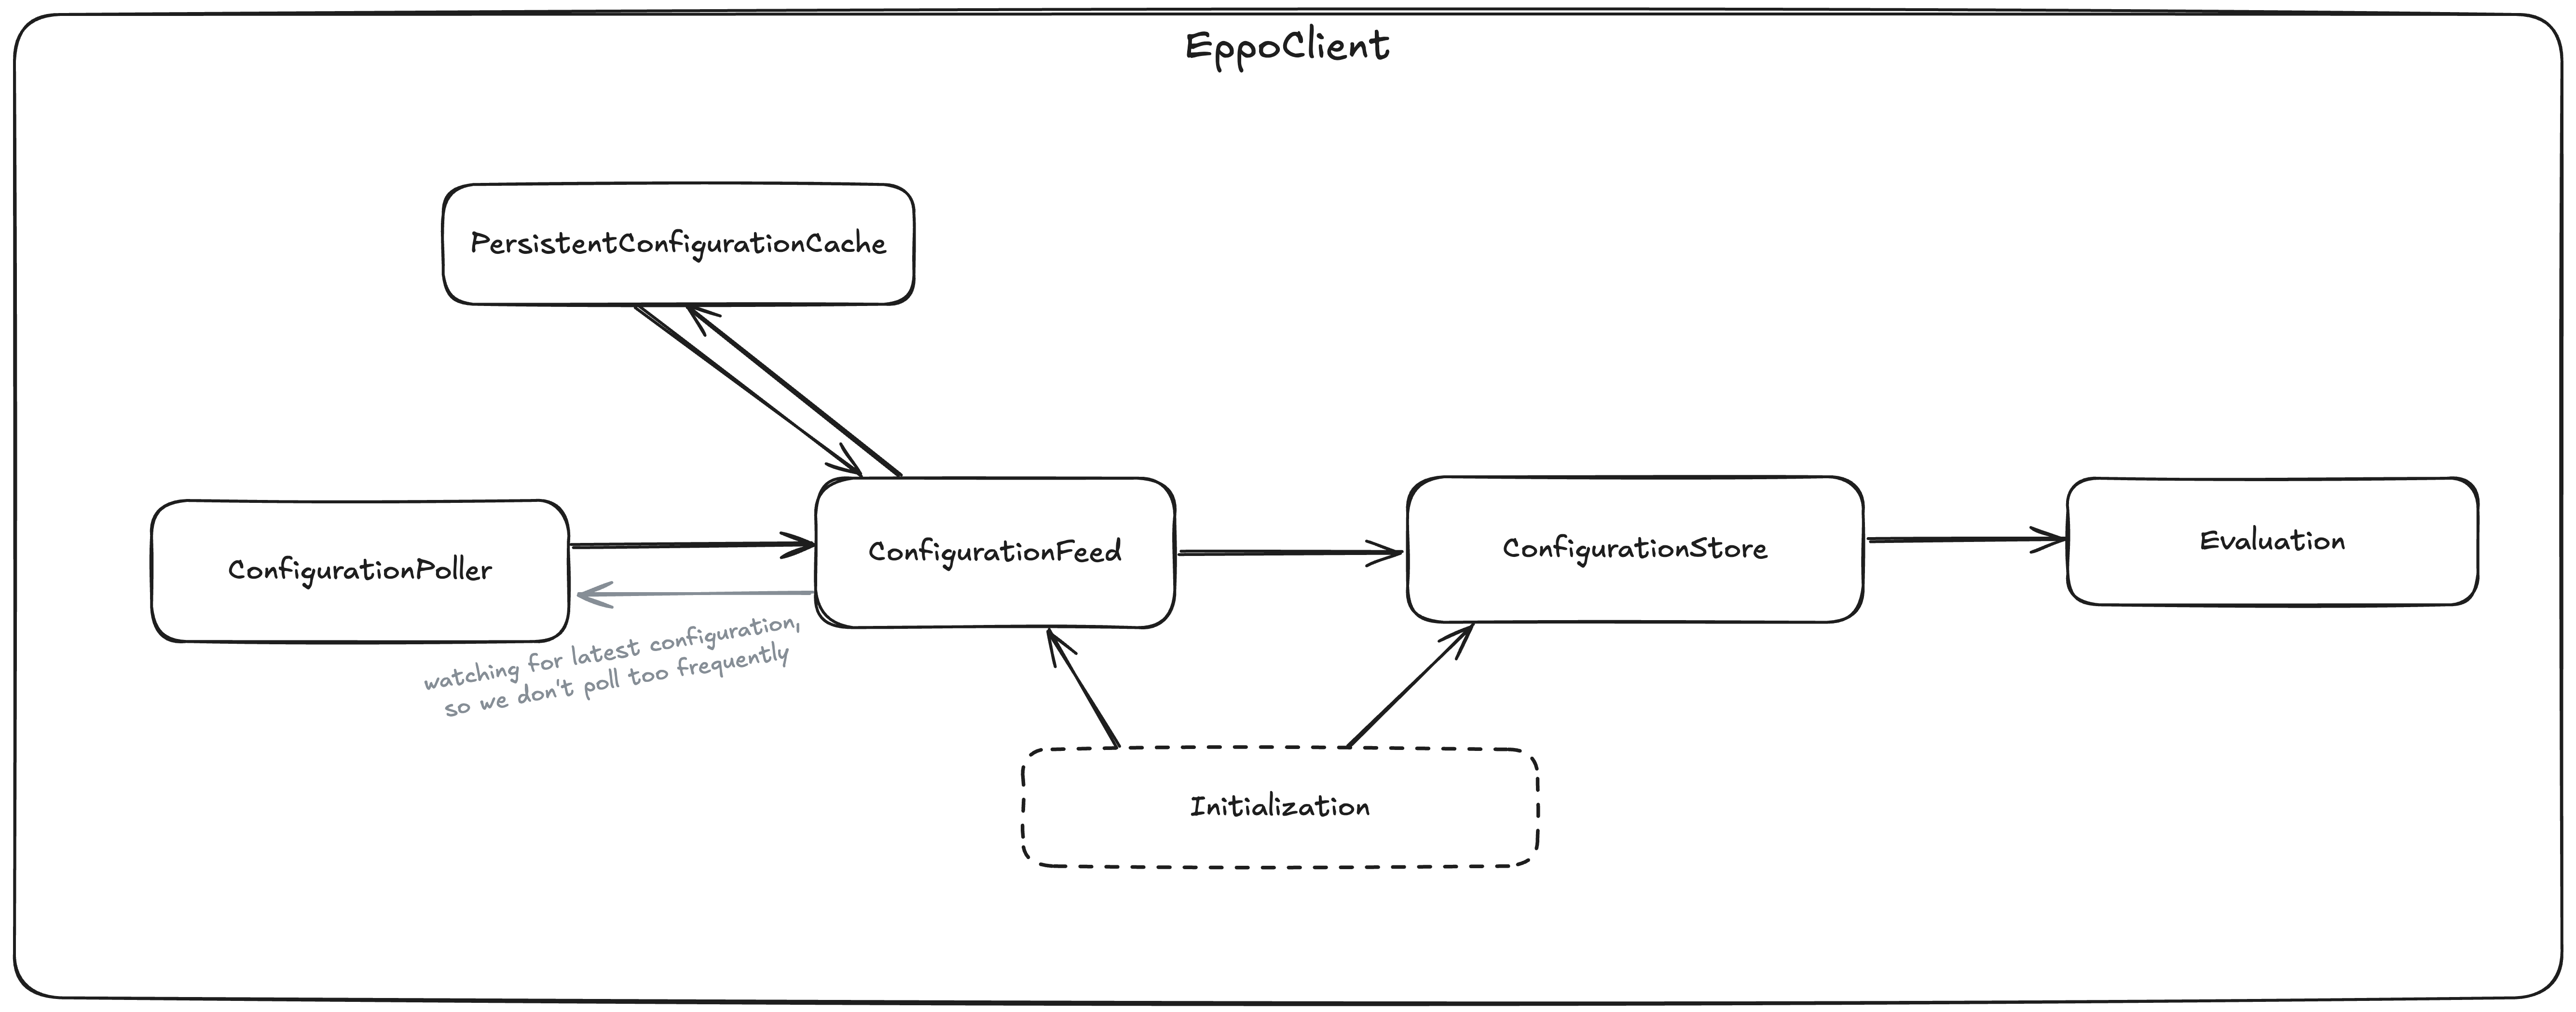 EppoClient
PersistentConfigurationCache
ConfigurationPoller
ConfigurationFeed
ConfigurationStore
Evaluation
watching for latest configuration,
so we don't poll too frequently
Initialization